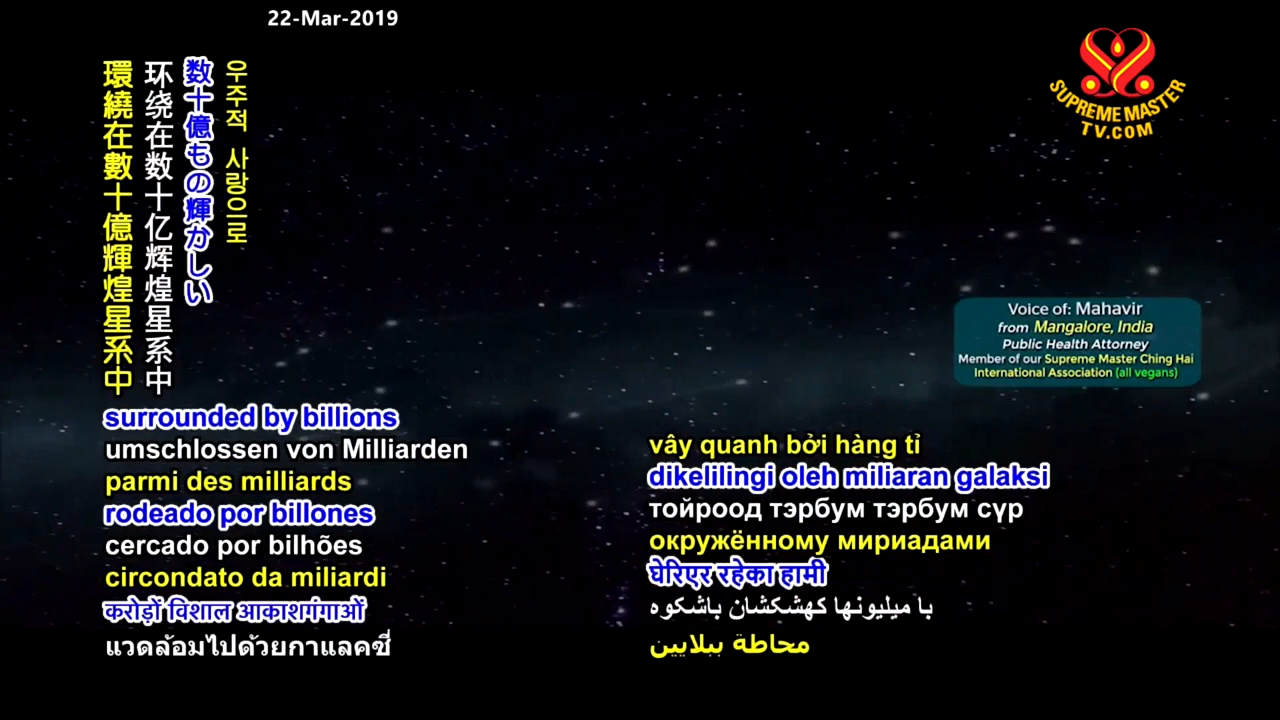 22-Mar-2019
SUPREME MASTER
TV.COM
우주적 사랑으로
数十億もの輝かしい
环绕在数十亿辉煌星系中
環繞在數十億輝煌星系中
surrounded by billions
umschlossen von Milliarden
parmi des milliards
rodeado por billones
cercado por bilhões
circondato da miliardi
करोड़ों विशाल आकाशगंगाओं
แวดล้อมไปด้วยกาแลคซี่
vây quanh bởi hàng tỉ
dikelilingi oleh miliaran galaksi
тойроод тэрбум тэрбум сүр
окружённому мириадами
घेरिएर रहेका हामी
با میلیونها کهشکشان باشکوه
محاطة ببلايين
Voice of: Mahavir
from Mangalore, India
Public Health Attorney
Member of our Supreme Master Ching Hai
International Association (all vegans)